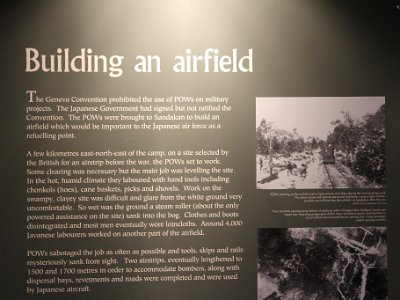 Building an airfield
The Geneva Convention prohibited the use of POWs on military
projects. The Japanese Government had signed but not ratified the
Convention. The POWs were brought to Sandakan to build an
airfield which would be important to the Japanese air force as a
refuelling point.
A few kilometres east-north-east of the camp, on a site selected
by the British for an airstrip before the war, the POWs set to work.
Some clearing was necessary but the main job was levelling the site.
In the hot, humid climate they laboured with hand tools including
chonkols (hoes), cane baskets, picks and shovels. Work on the
swampy, clayey site was difficult and glare from the white ground very
uncomfortable. So wet was the ground a steam roller (about the only
powered assistance on the site) sank into the bog. Clothes and boots
disintegrated and most men eventually wore loincloths. Around 4,000
Javanese labourers worked on another part of the airfield.
POWs sabotaged the job as often as possible and tools, skips and rails
mysteriously sank from sight. Two airstrips, eventually lengthened to
1500 and 1700 metres in order to accommodate bombers, along with
dispersal bays, revetments and roads were completed and were used
by Japanese aircraft.